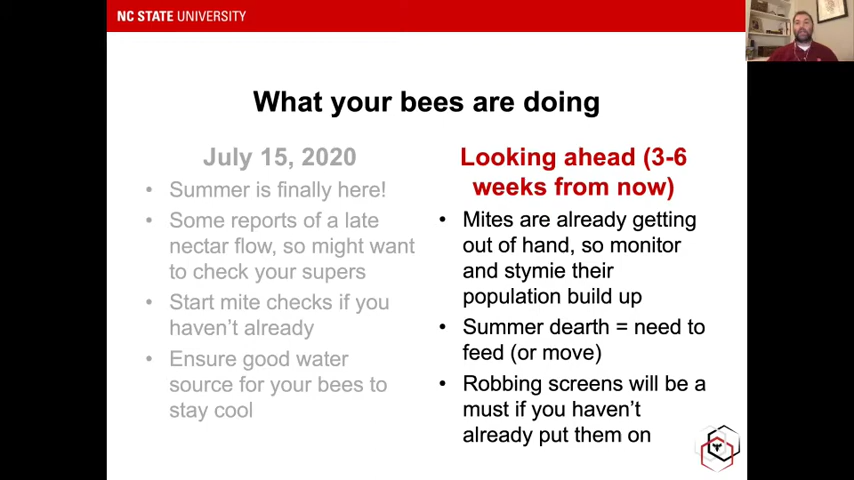 NC STATE UNIVERSITY
What your bees are doing
July 15, 2020
• Summer is finally here!
• Some reports of a late
nectar flow, so might want
to check your supers
• Start mite checks if you
haven't already
• Ensure good water
source for your bees to
stay cool
Looking ahead (3-6
weeks from now)
• Mites are already getting
out of hand, so monitor
and stymie their
population build up
• Summer dearth = need to
feed (or move)
• Robbing screens will be a
must if you haven't
already put them on